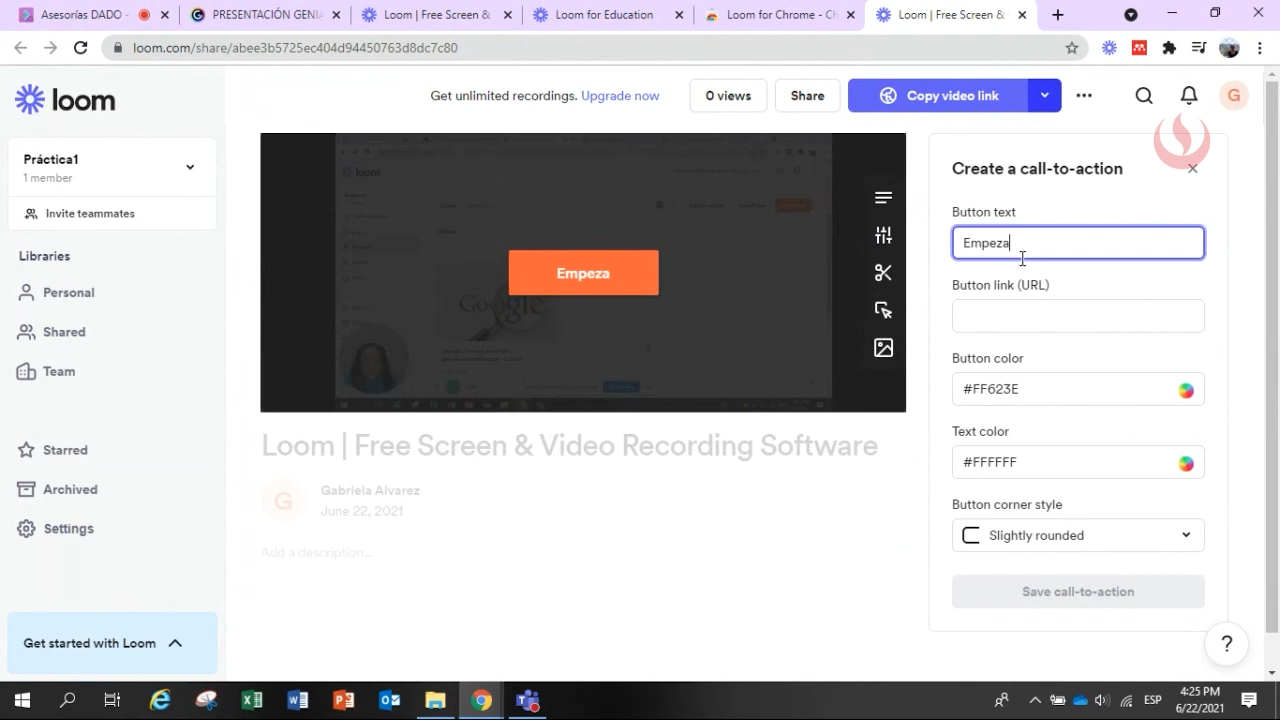 Asesorías DADO -
PRESENTACIÓN GENIA
Loom | Free Screen &
Loom for Education
Loom for Chrome - Ch
Loom | Free Screen &
loom.com/share/abee3b5725ec404d94450763d8dc7c80
loom
Get unlimited recordings. Upgrade now
0 views
Share
Copy video link
G
Práctica1
1 member
Invite teammates
Libraries
Personal
Shared
Team
Starred
Archived
Settings
Get started with Loom
loom
Google
Empeza
Loom | Free Screen & Video Recording Software
G
Gabriela Alvarez
June 22, 2021
Add a description...
Create a call-to-action
Button text
Empeza
Button link (URL)
Button color
#FF623E
Text color
#FFFFFF
Button corner style
Slightly rounded
Save call-to-action
?
ESP
4:25 PM
6/22/2021